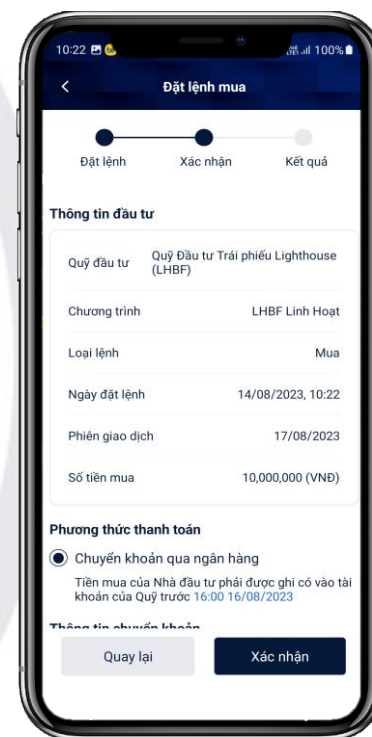 10:22
100%
Đặt lệnh mua
Đặt lệnh
Xác nhận
Kết quả
Thông tin đầu tư
Quỹ đầu tư
Quỹ Đầu tư Trái phiếu Lighthouse
(LHBF)
Chương trình
LHBF Linh Hoạt
Loại lệnh
Mua
Ngày đặt lệnh
14/08/2023, 10:22
Phiên giao dịch
17/08/2023
Số tiền mua
10,000,000 (VNĐ)
Phương thức thanh toán
Chuyển khoản qua ngân hàng
Tiền mua của Nhà đầu tư phải được ghi có vào tài
khoản của Quỹ trước 16:00 16/08/2023
Thông tin chuyển khoản
Quay lại
Xác nhận